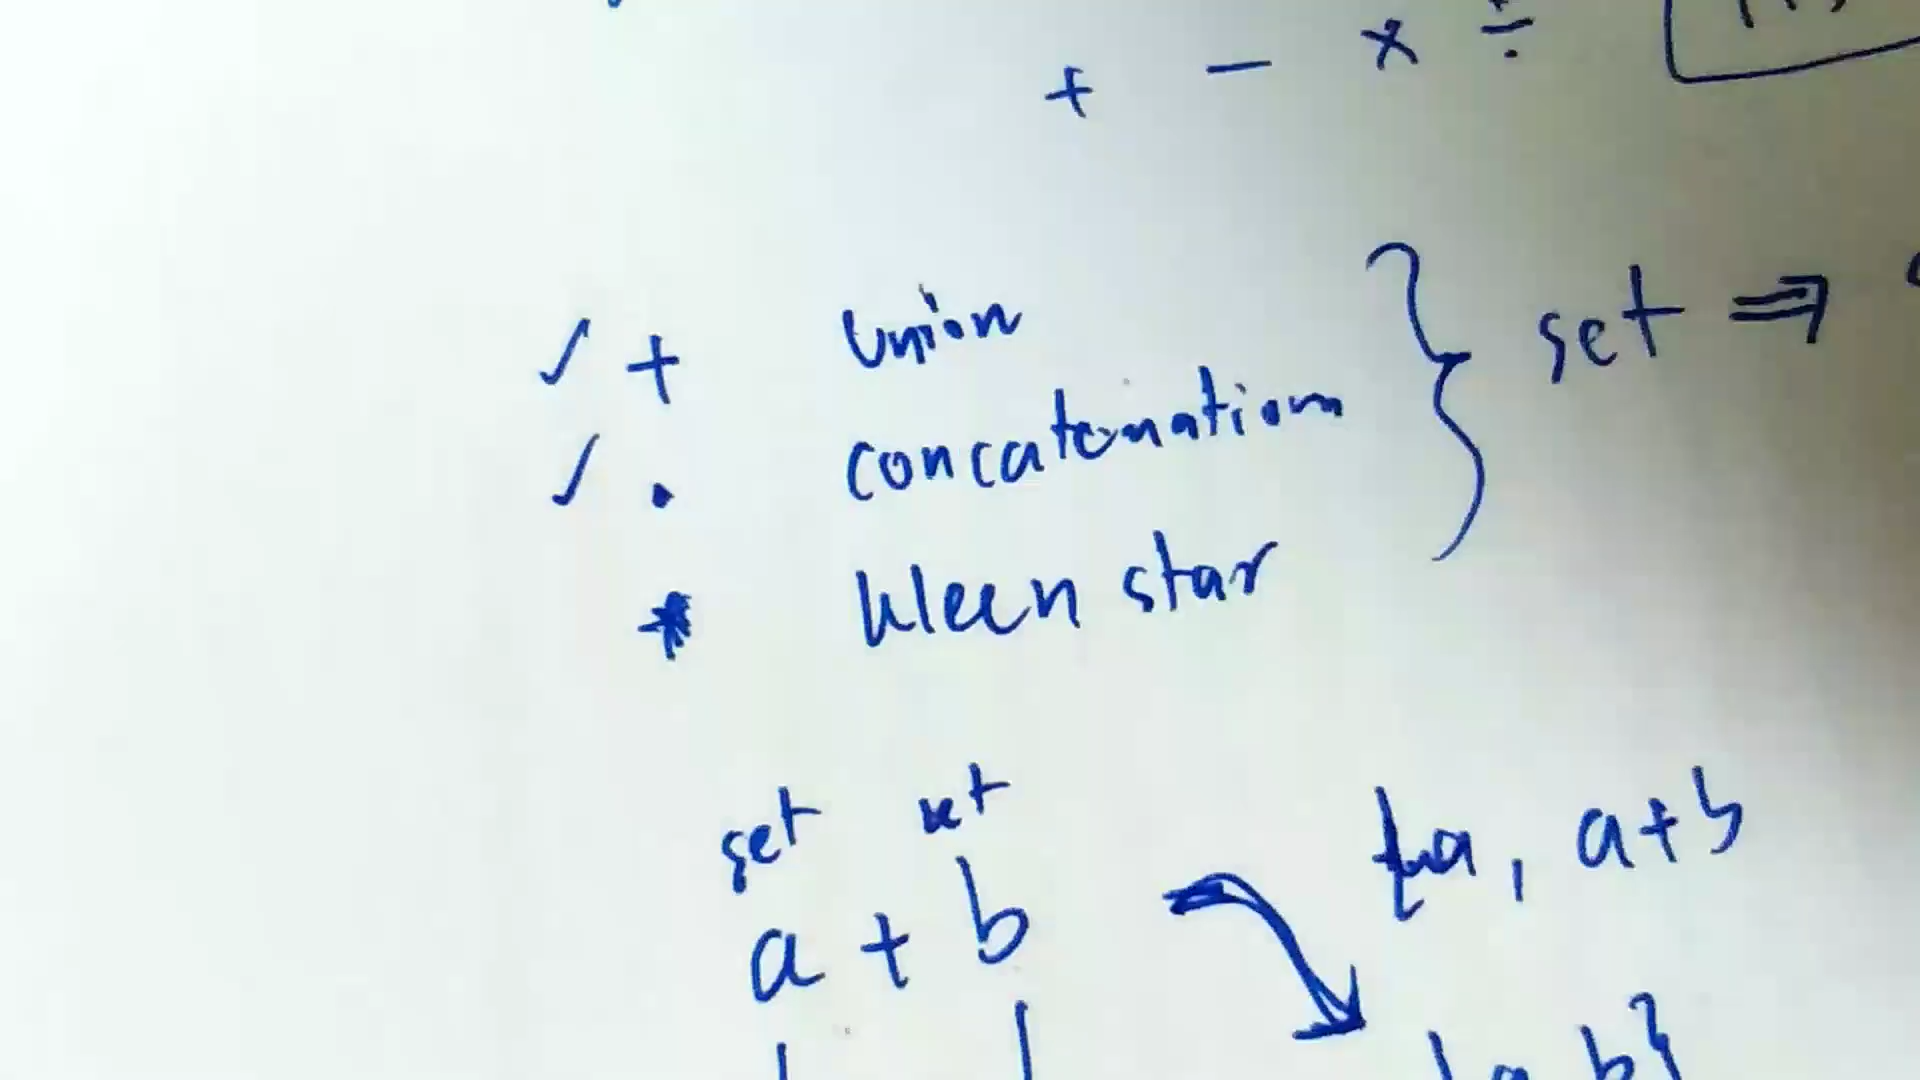 + - × ÷
✓ + union
✓ . concatenation
* kleen star
} set ⇒
set set
a + b
{a, a+b
{a b}